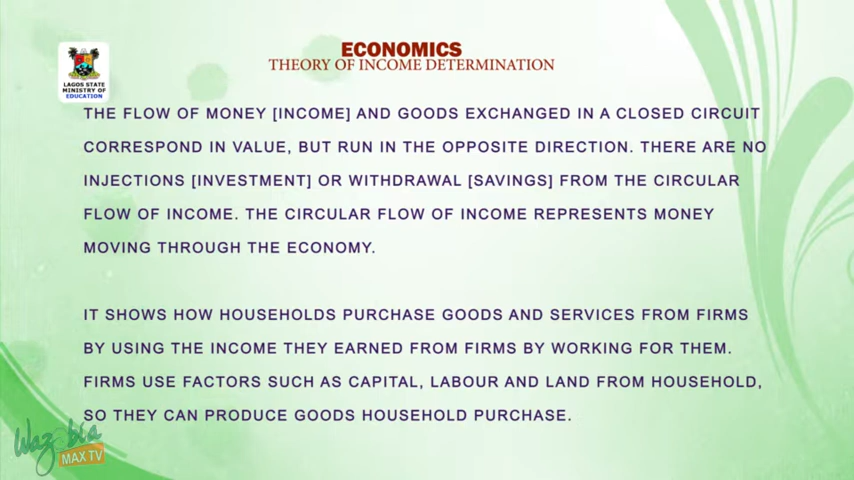 ECONOMICS
THEORY OF INCOME DETERMINATION
LAGOS STATE
MINISTRY OF
EDUCATION
THE FLOW OF MONEY [INCOME] AND GOODS EXCHANGED IN A CLOSED CIRCUIT
CORRESPOND IN VALUE, BUT RUN IN THE OPPOSITE DIRECTION. THERE ARE NO
INJECTIONS [INVESTMENT] OR WITHDRAWAL [SAVINGS] FROM THE CIRCULAR
FLOW OF INCOME. THE CIRCULAR FLOW OF INCOME REPRESENTS MONEY
MOVING THROUGH THE ECONOMY.
IT SHOWS HOW HOUSEHOLDS PURCHASE GOODS AND SERVICES FROM FIRMS
BY USING THE INCOME THEY EARNED FROM FIRMS BY WORKING FOR THEM.
FIRMS USE FACTORS SUCH AS CAPITAL, LABOUR AND LAND FROM HOUSEHOLD,
SO THEY CAN PRODUCE GOODS HOUSEHOLD PURCHASE.
Wazobia
MAX TV